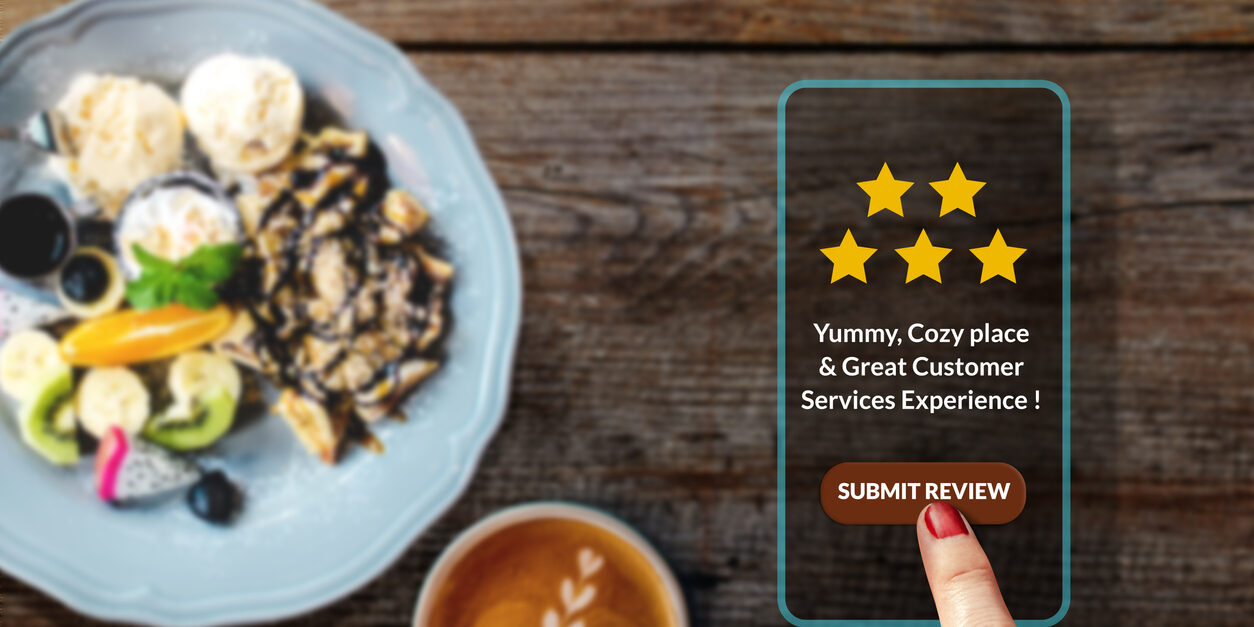 Yummy, Cozy place
& Great Customer
Services Experience !
SUBMIT REVIEW